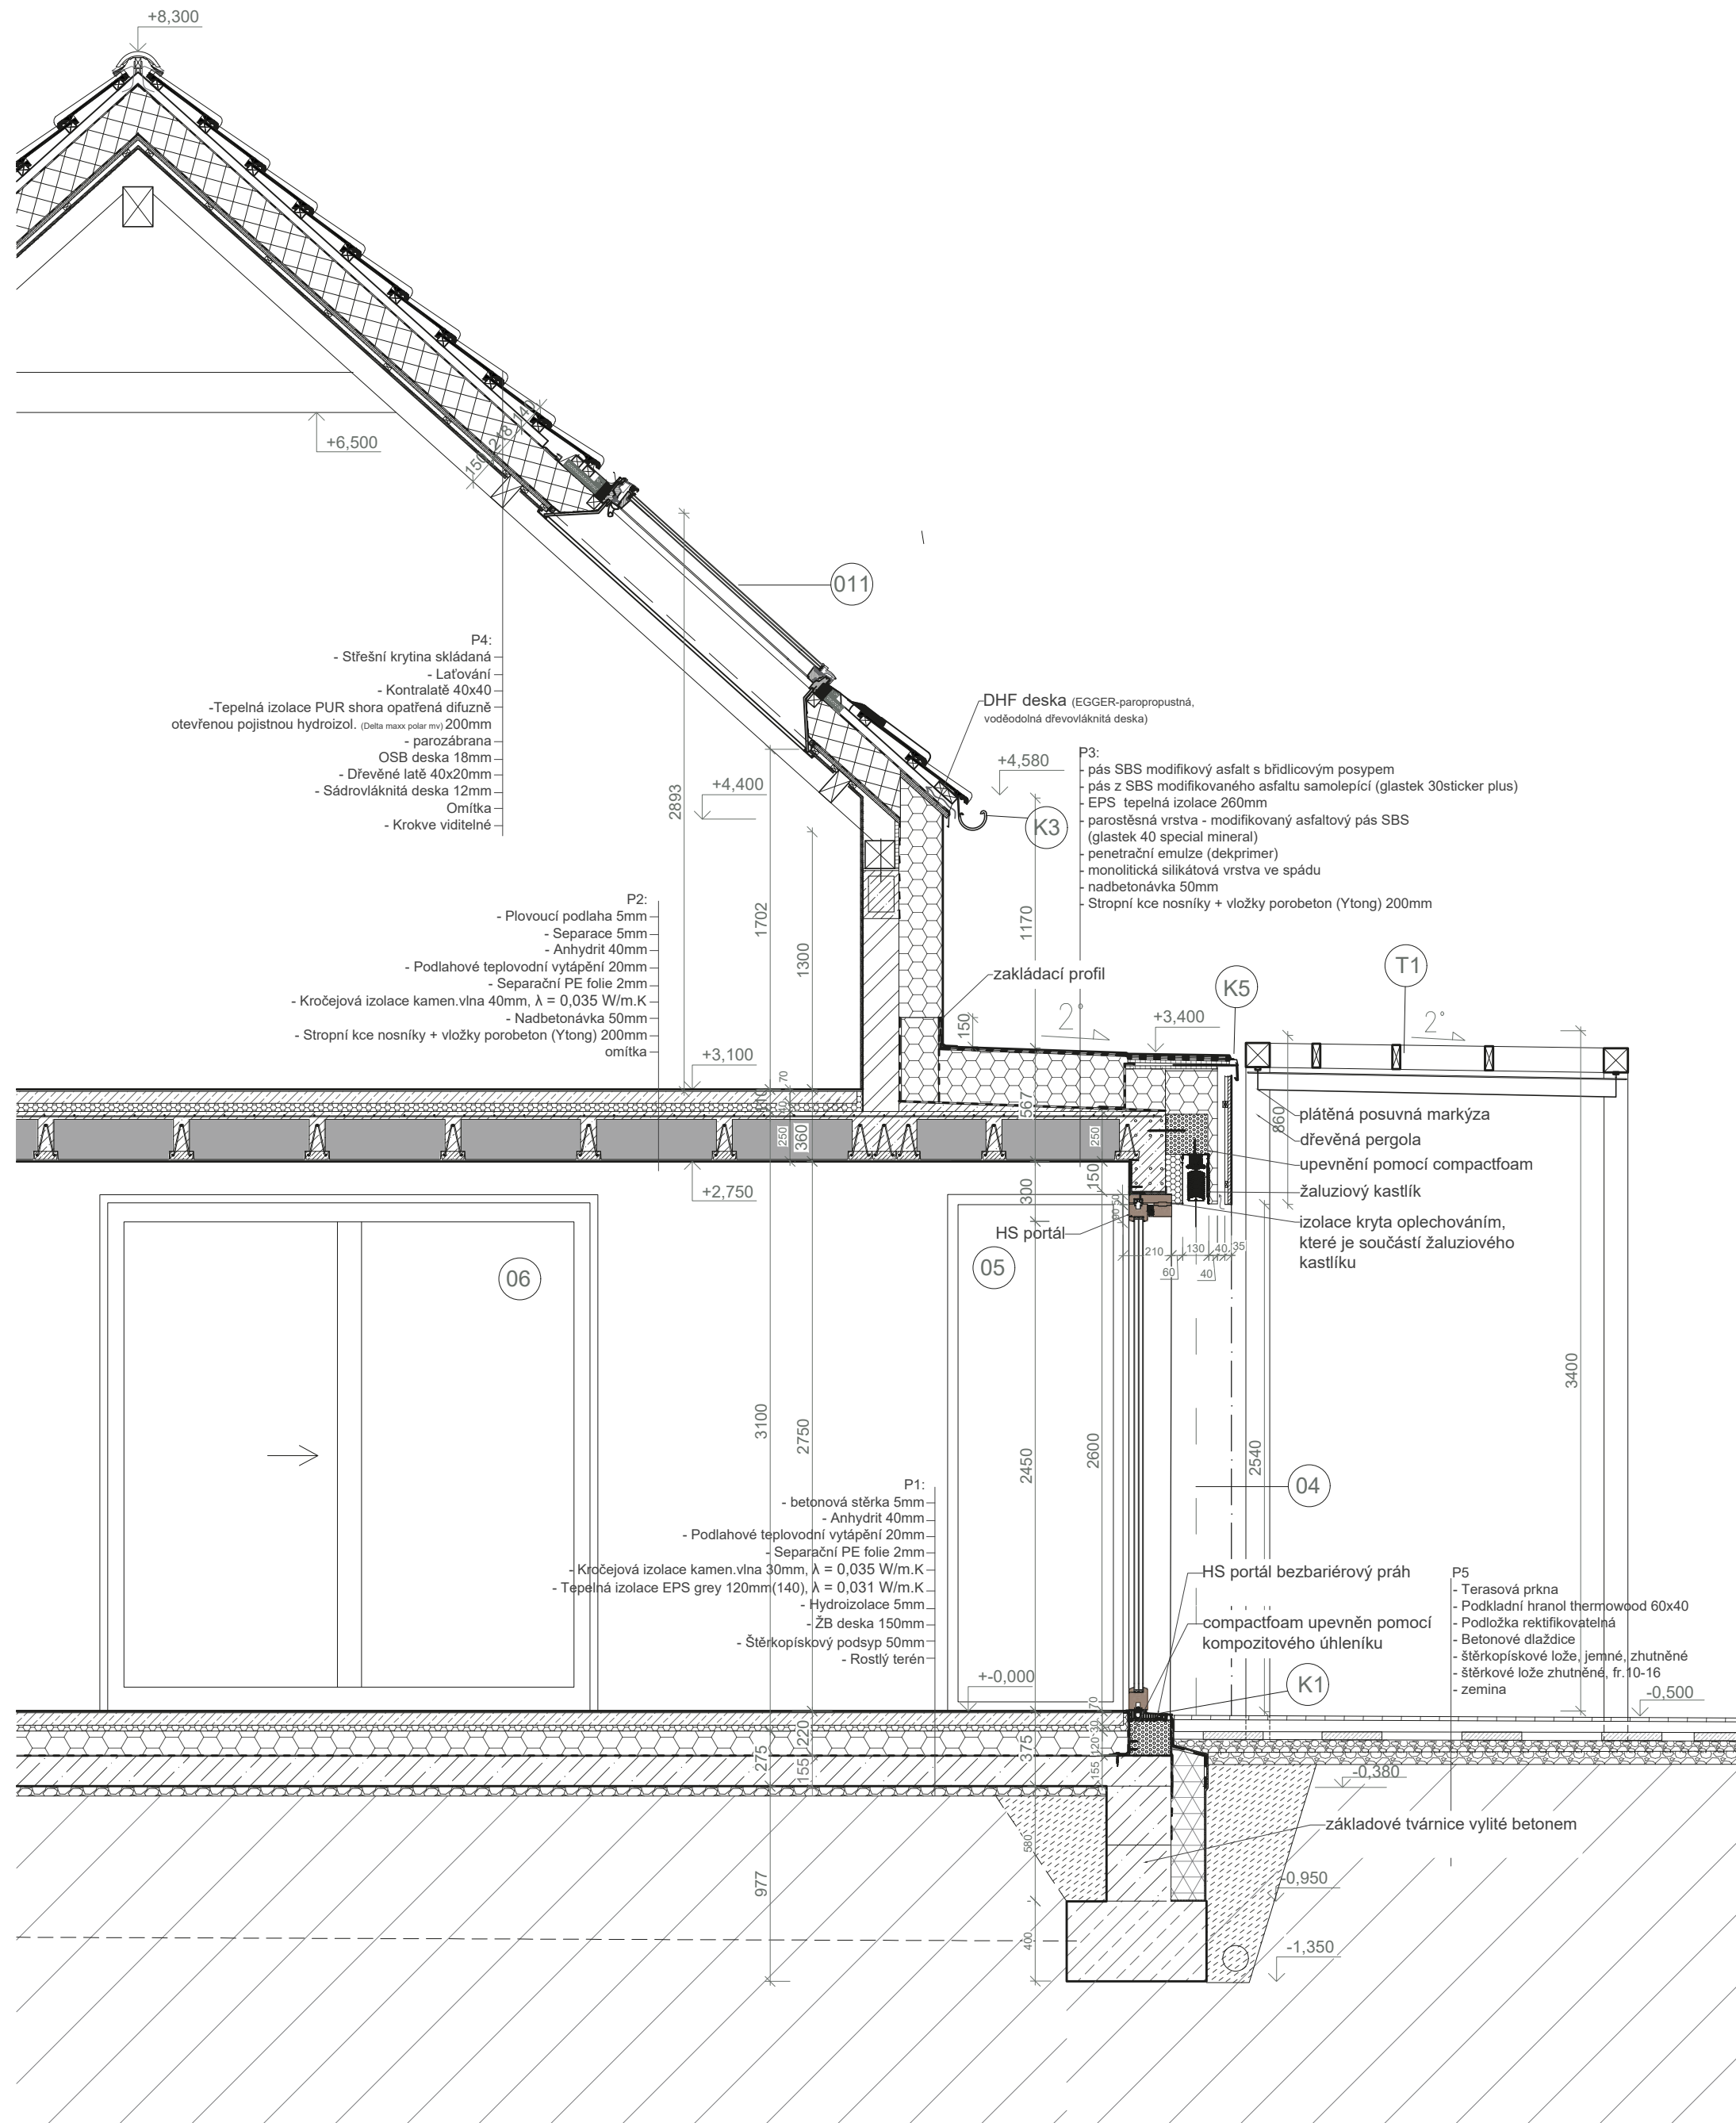 +8,300
+6,500
150
218
140
011
P4:
- Střešní krytina skládaná
- Laťování
- Kontralatě 40x40
-Tepelná izolace PUR shora opatřená difuzně
otevřenou pojistnou hydroizol. (Delta maxx polar mv) 200mm
- parozábrana
OSB deska 18mm
- Dřevěné latě 40x20mm
- Sádrovláknitá deska 12mm
Omítka
- Krokve viditelné
2893
+4,400
DHF deska (EGGER-paropropustná,
voděodolná dřevovláknitá deska)
+4,580
K3
P3:
- pás SBS modifikový asfalt s břidlicovým posypem
- pás z SBS modifikovaného asfaltu samolepící (glastek 30sticker plus)
- EPS  tepelná izolace 260mm
- parostěsná vrstva - modifikovaný asfaltový pás SBS
(glastek 40 special mineral)
- penetrační emulze (dekprimer)
- monolitická silikátová vrstva ve spádu
- nadbetonávka 50mm
- Stropní kce nosníky + vložky porobeton (Ytong) 200mm
P2:
- Plovoucí podlaha 5mm
- Separace 5mm
- Anhydrit 40mm
- Podlahové teplovodní vytápění 20mm
- Separační PE folie 2mm
- Kročejová izolace kamen.vlna 40mm, λ = 0,035 W/m.K
- Nadbetonávka 50mm
- Stropní kce nosníky + vložky porobeton (Ytong) 200mm
omítka
1702
1300
1170
zakládací profil
150
2°
+3,400
K5
T1
2°
+3,100
70
567
250
360
250
150
300
860
+2,750
plátěná posuvná markýza
dřevěná pergola
upevnění pomocí compactfoam
žaluziový kastlík
izolace kryta oplechováním,
které je součástí žaluziového
kastlíku
HS portál
50
90
210
130
40
35
60
40
06
05
3100
2750
2450
2600
2540
3400
04
P1:
- betonová stěrka 5mm
- Anhydrit 40mm
- Podlahové teplovodní vytápění 20mm
- Separační PE folie 2mm
- Kročejová izolace kamen.vlna 30mm, λ = 0,035 W/m.K
- Tepelná izolace EPS grey 120mm(140), λ = 0,031 W/m.K
- Hydroizolace 5mm
- ŽB deska 150mm
- Štěrkopískový podsyp 50mm
- Rostlý terén
HS portál bezbariérový práh
compactfoam upevněn pomocí
kompozitového úhleníku
K1
P5
- Terasová prkna
- Podkladní hranol thermowood 60x40
- Podložka rektifikovatelná
- Betonové dlaždice
- štěrkopískové lože, jemné, zhutněné
- štěrkové lože zhutněné, fr.10-16
- zemina
+-0,000
-0,500
70
30
120
155
220
275
155
375
-0,380
základové tvárnice vylité betonem
580
977
-0,950
400
-1,350